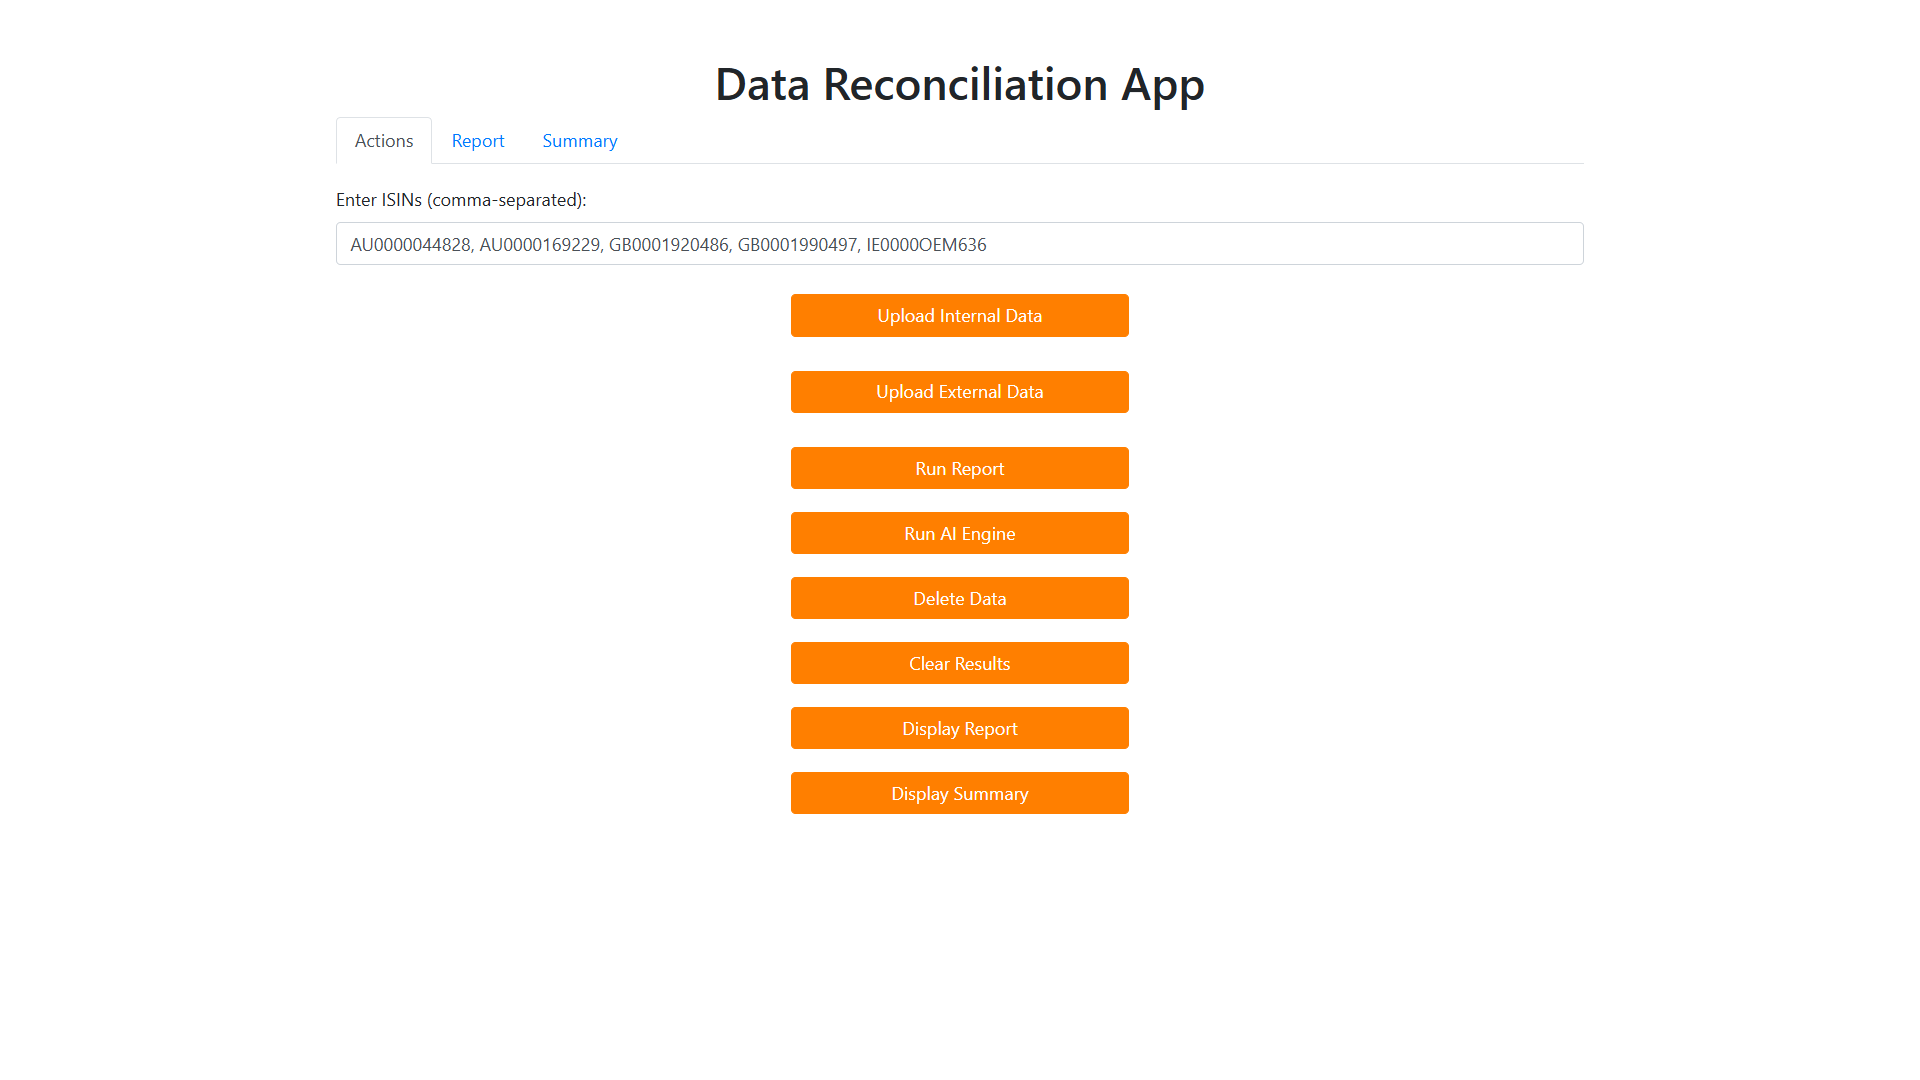 Data Reconciliation App
Actions Report Summary
Enter ISINs (comma-separated):
AU0000044828, AU0000169229, GB0001920486, GB0001990497, IE0000OEM636
Upload Internal Data
Upload External Data
Run Report
Run AI Engine
Delete Data
Clear Results
Display Report
Display Summary